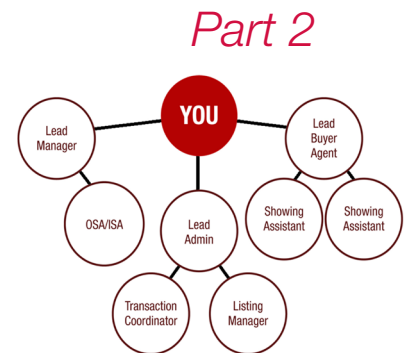 Part 2
YOU
Lead
Manager
Lead
Buyer
Agent
OSA/ISA
Lead
Admin
Showing
Assistant
Showing
Assistant
Transaction
Coordinator
Listing
Manager